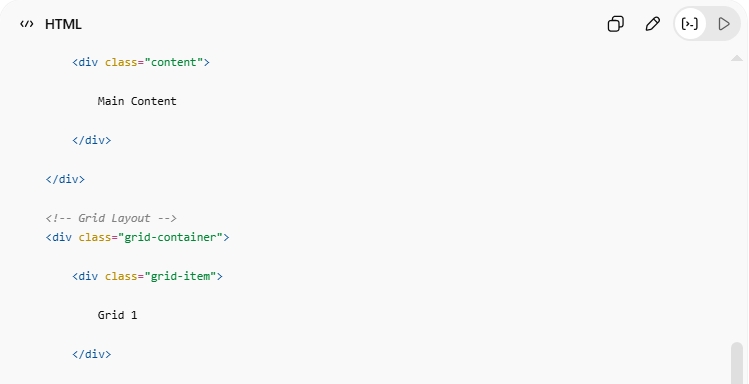 HTML
<div class="content">
Main Content
</div>
</div>
<!-- Grid Layout -->
<div class="grid-container">
<div class="grid-item">
Grid 1
</div>